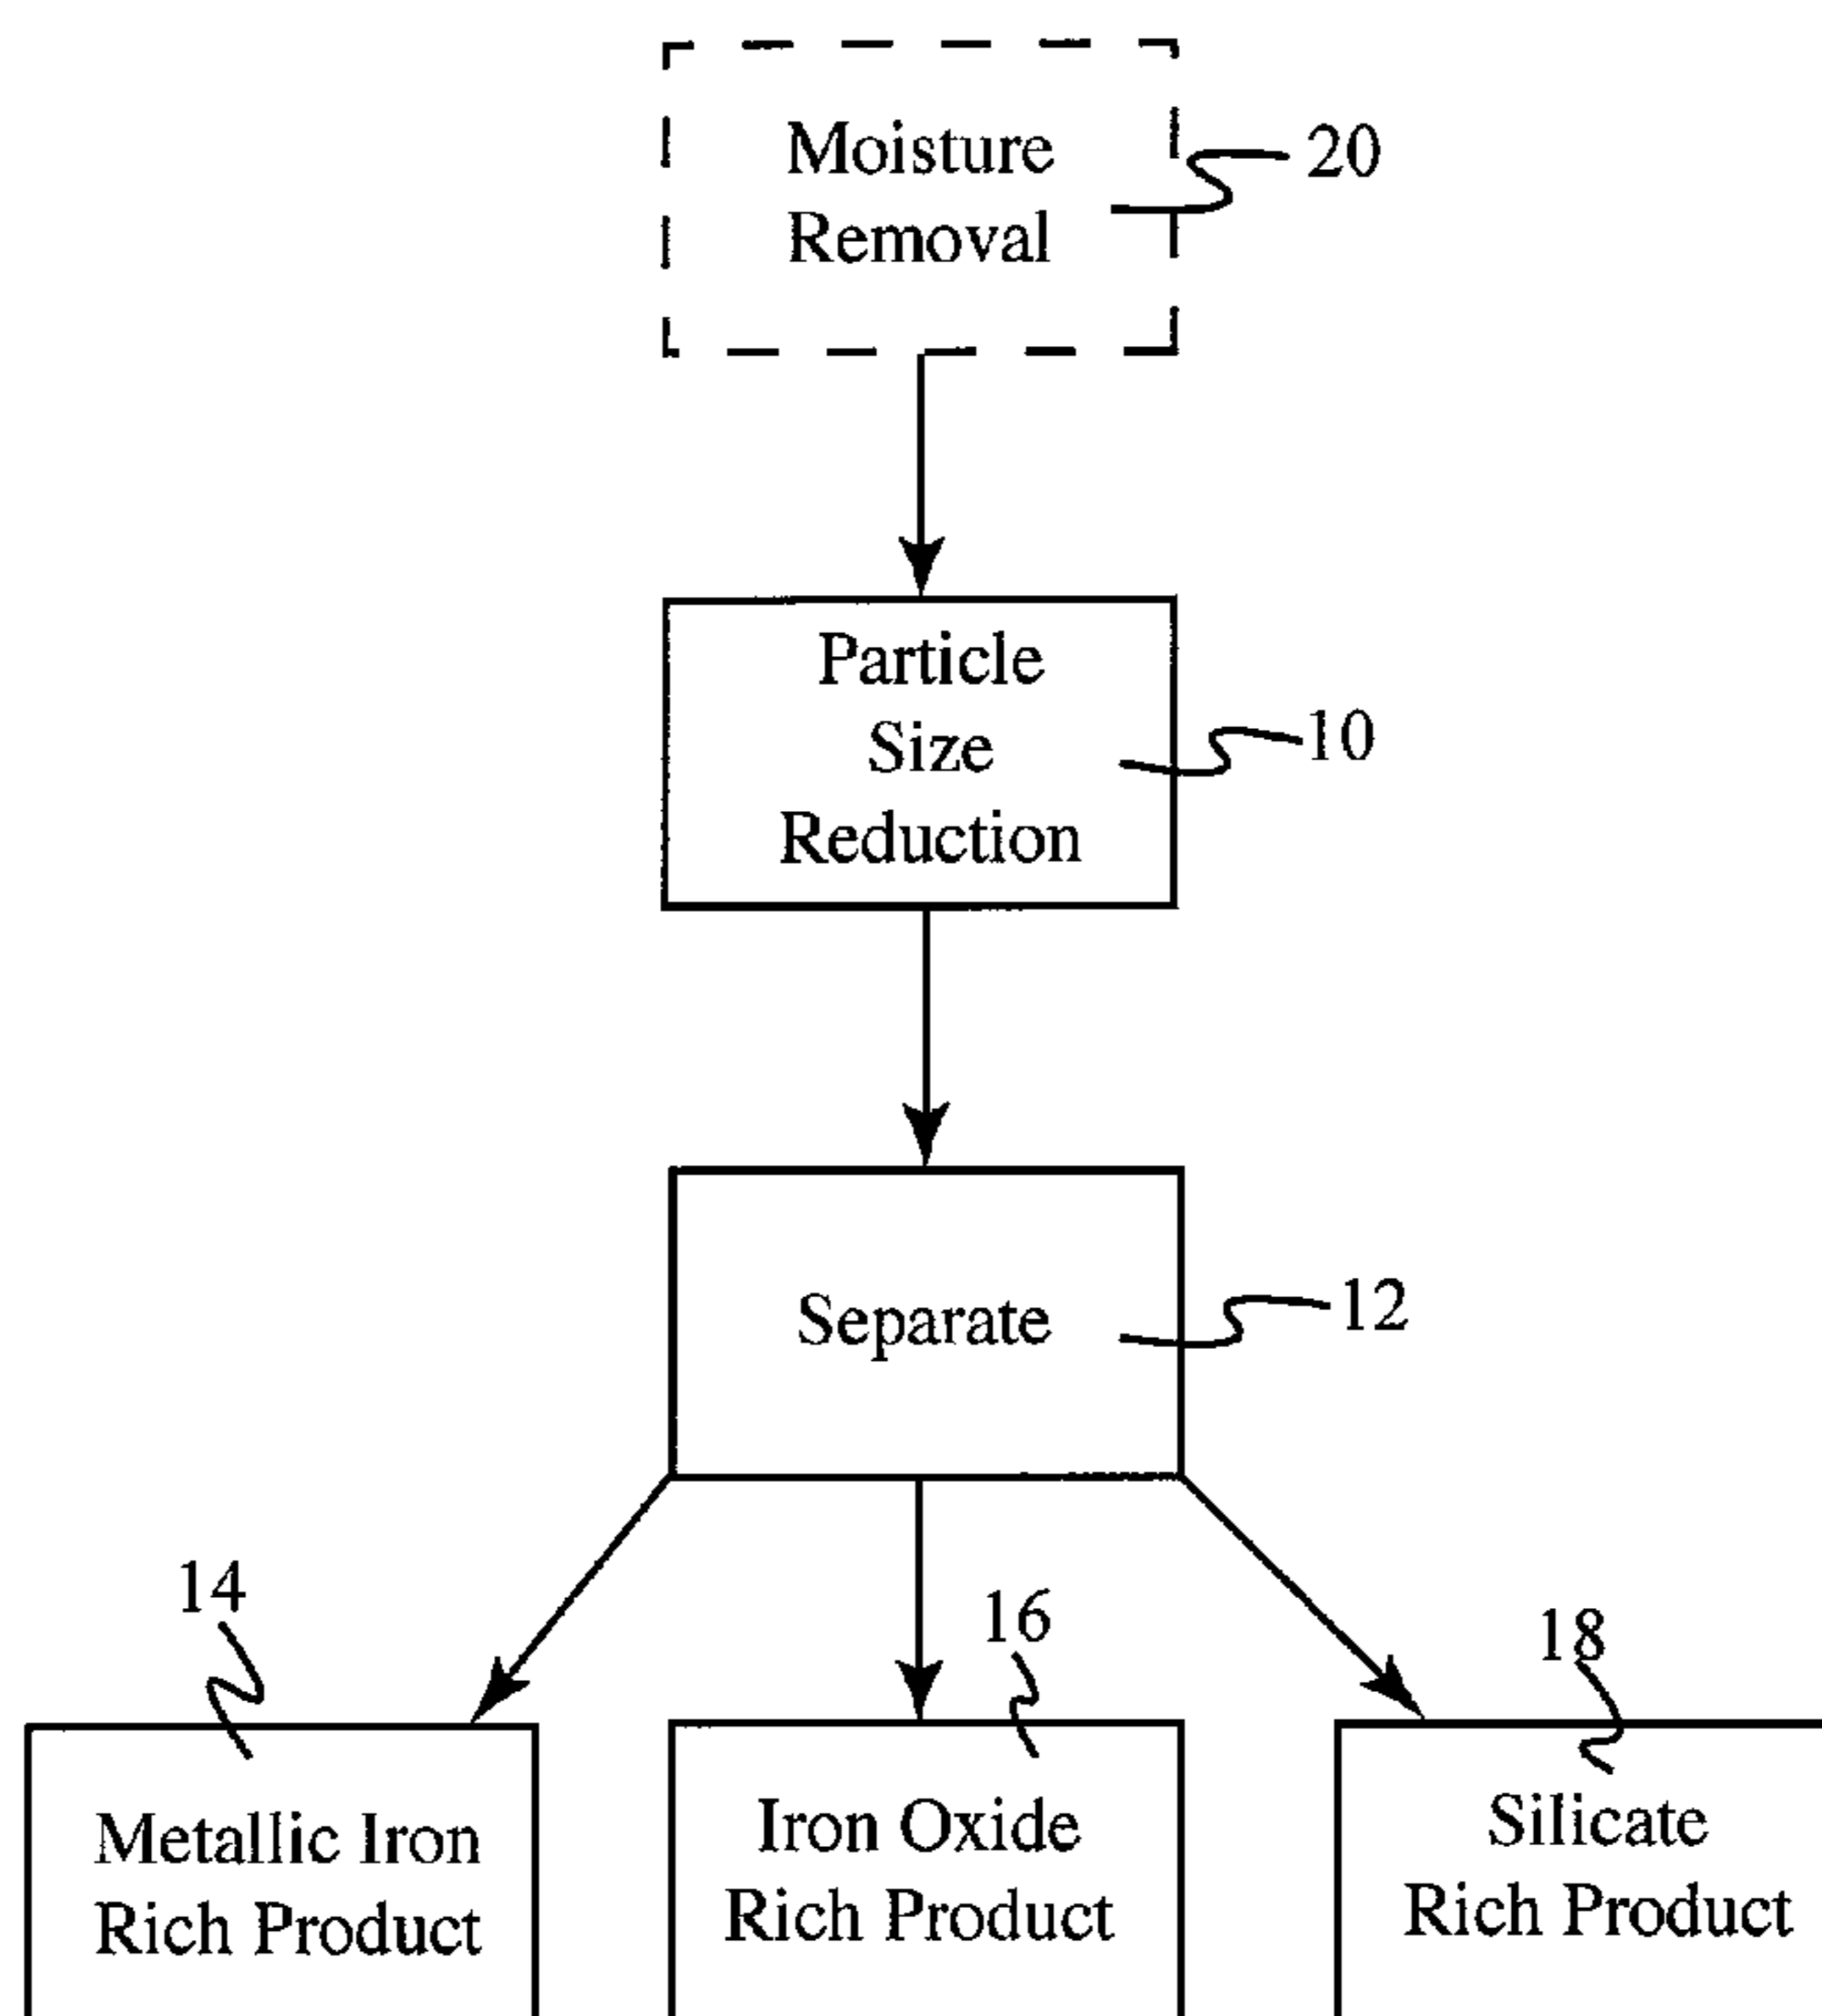 Moisture
Removal
20
Particle
Size
Reduction
10
Separate
12
14
16
18
Metallic Iron
Rich Product
Iron Oxide
Rich Product
Silicate
Rich Product